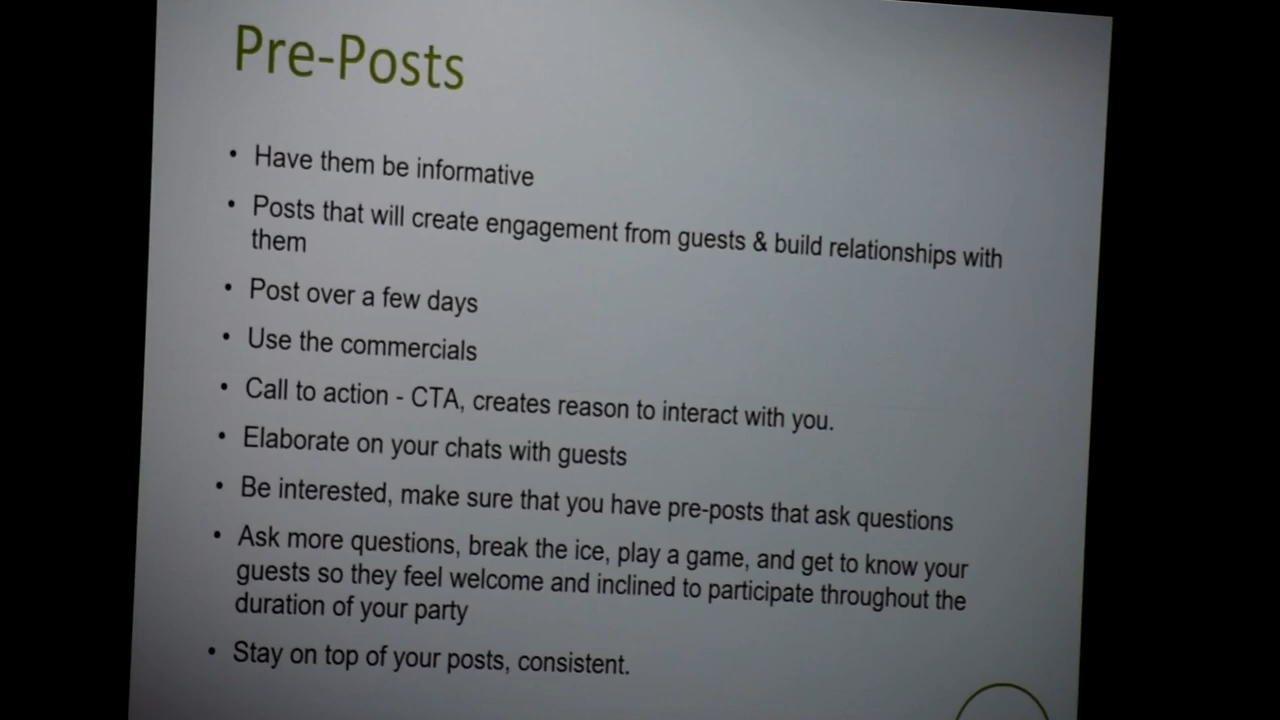 Pre-Posts
• Have them be informative
• Posts that will create engagement from guests & build relationships with
them
• Post over a few days
• Use the commercials
• Call to action - CTA, creates reason to interact with you.
• Elaborate on your chats with guests
• Be interested, make sure that you have pre-posts that ask questions
• Ask more questions, break the ice, play a game, and get to know your
guests so they feel welcome and inclined to participate throughout the
duration of your party
• Stay on top of your posts, consistent.